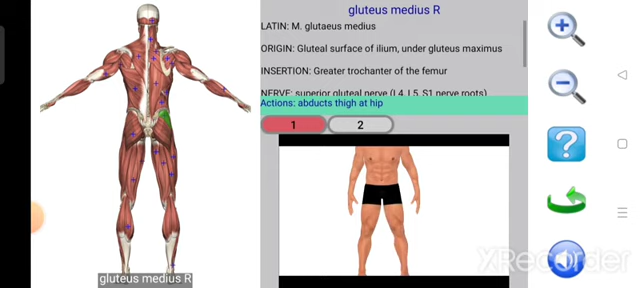 gluteus medius R
LATIN: M. glutaeus medius
ORIGIN: Gluteal surface of ilium, under gluteus maximus
INSERTION: Greater trochanter of the femur
NERVE: superior gluteal nerve (L4, L5, S1 nerve roots)
Actions: abducts thigh at hip
1 2
?
gluteus medius R
XRecorder